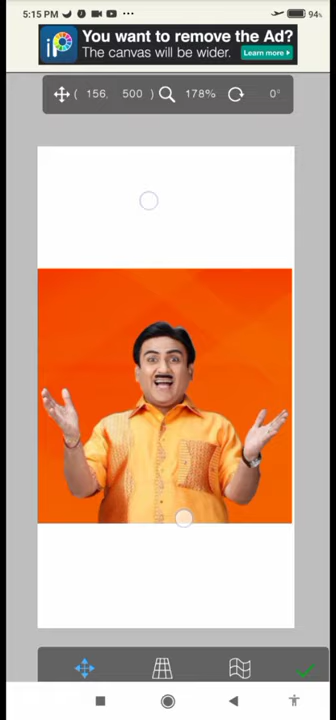 5:15 PM
94%
iP
You want to remove the Ad?
The canvas will be wider.
Learn more ▸
( 156, 500 ) 178% 0°